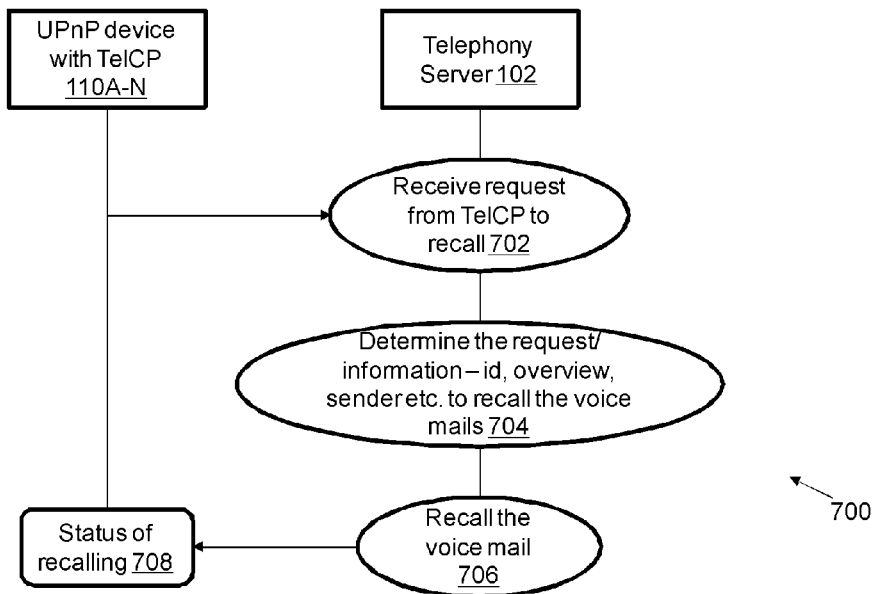 UPnP device
with TelCP
110A-N
Telephony
Server 102
Receive request
from TelCP to
recall 702
Determine the request/
information – id, overview,
sender etc. to recall the voice
mails 704
Recall the
voice mail
706
Status of
recalling 708
700